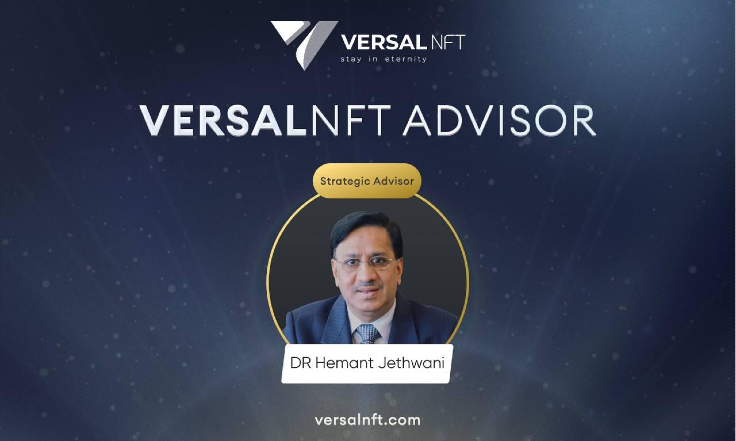 VERSAL NFT
stay in eternity
VERSALNFT ADVISOR
Strategic Advisor
DR Hemant Jethwani
versalnft.com